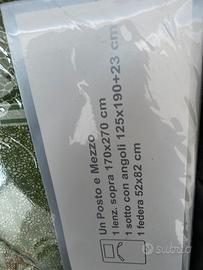 Un Posto e Mezzo
1 lenz. sopra 170x270 cm
1 sotto con angoli 125x190+23 cm
1 federa 52x82 cm
subito